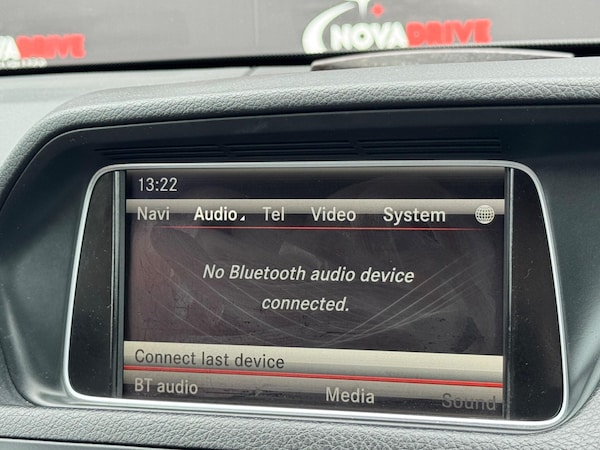 NOVADRIVE
NOVADRIVE
13:22
Navi Audio Tel Video System
No Bluetooth audio device
connected.
Connect last device
BT audio Media Sound